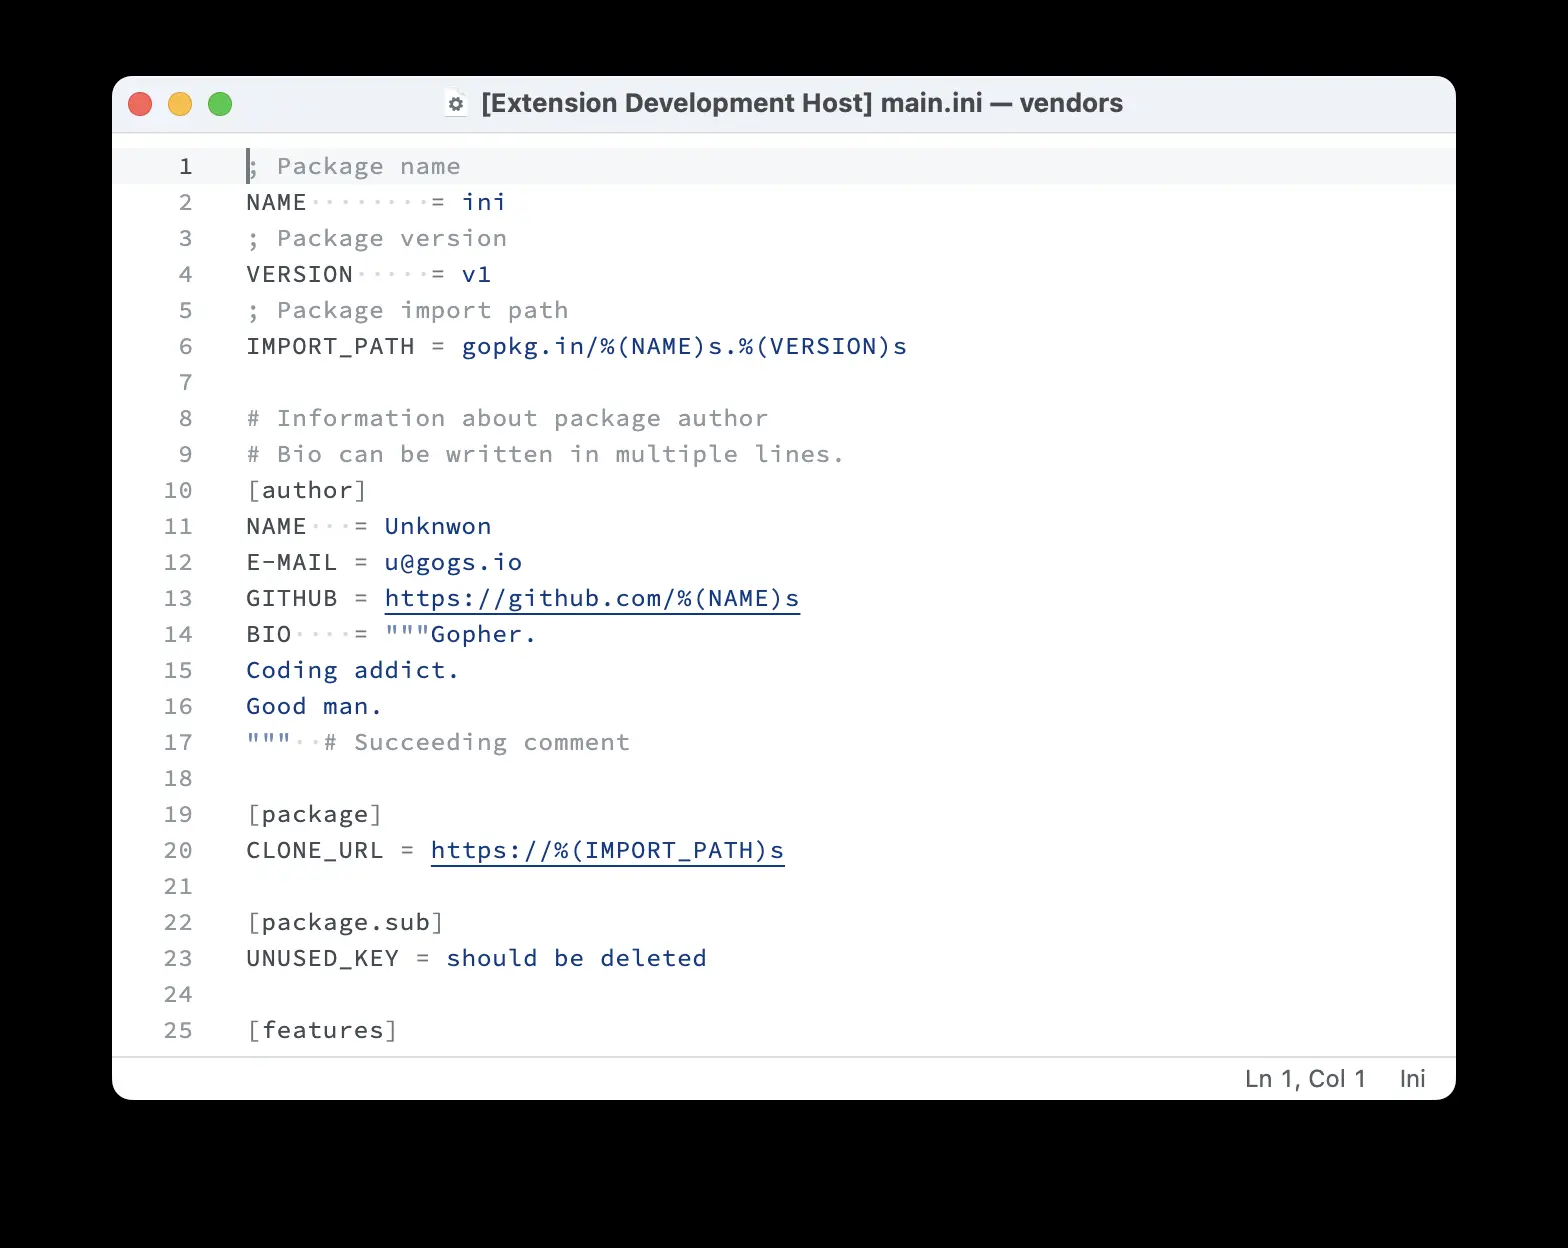 [Extension Development Host] main.ini — vendors
1 ; Package name
2 NAME········= ini
3 ; Package version
4 VERSION·····= v1
5 ; Package import path
6 IMPORT_PATH = gopkg.in/%(NAME)s.%(VERSION)s
7
8 # Information about package author
9 # Bio can be written in multiple lines.
10 [author]
11 NAME···= Unknwon
12 E-MAIL = u@gogs.io
13 GITHUB = https://github.com/%(NAME)s
14 BIO····= """Gopher.
15 Coding addict.
16 Good man.
17 """··# Succeeding comment
18
19 [package]
20 CLONE_URL = https://%(IMPORT_PATH)s
21
22 [package.sub]
23 UNUSED_KEY = should be deleted
24
25 [features]
Ln 1, Col 1 Ini